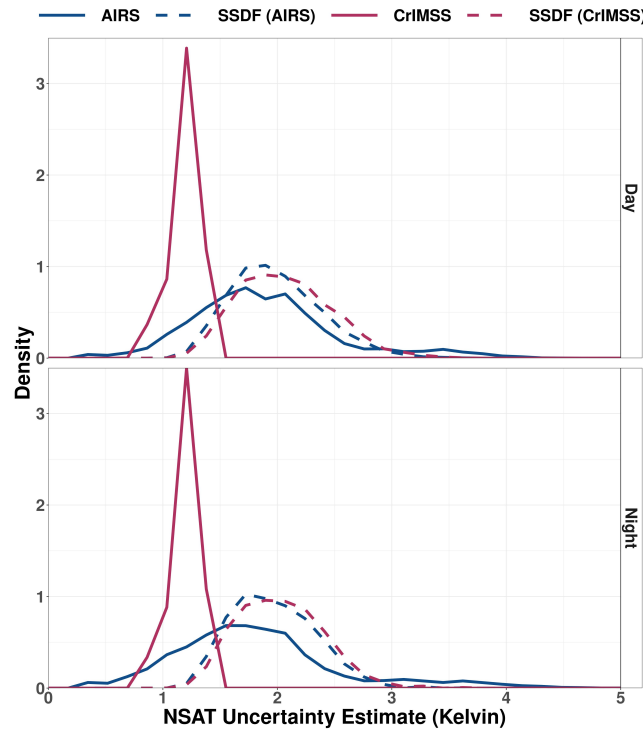 AIRS SSDF (AIRS) CrIMSS SSDF (CrIMSS)
3
2
1
0
Day
Density
3
2
1
0
Night
0 1 2 3 4 5
NSAT Uncertainty Estimate (Kelvin)